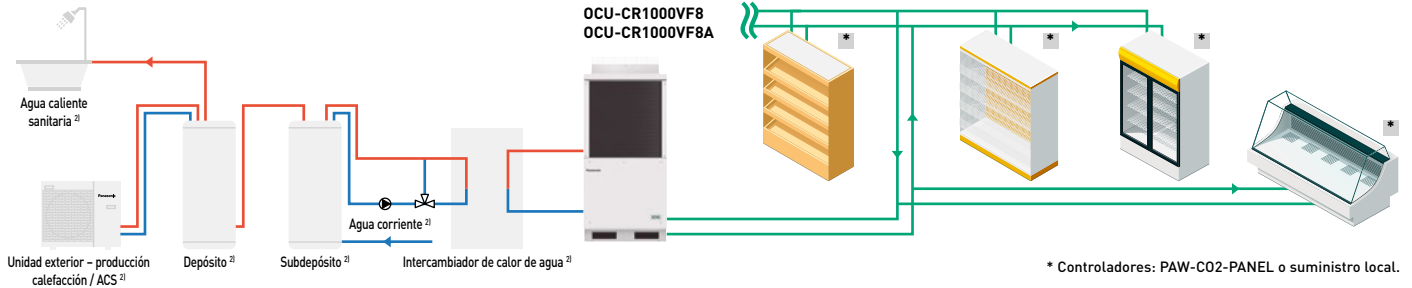 OCU-CR1000VF8
OCU-CR1000VF8A
*
*
*
*
Agua caliente
sanitaria 2)
Panasonic
Agua corriente 2)
Unidad exterior – producción
calefacción / ACS 2)
Depósito 2)
Subdepósito 2)
Intercambiador de calor de agua 2)
* Controladores: PAW-CO2-PANEL o suministro local.